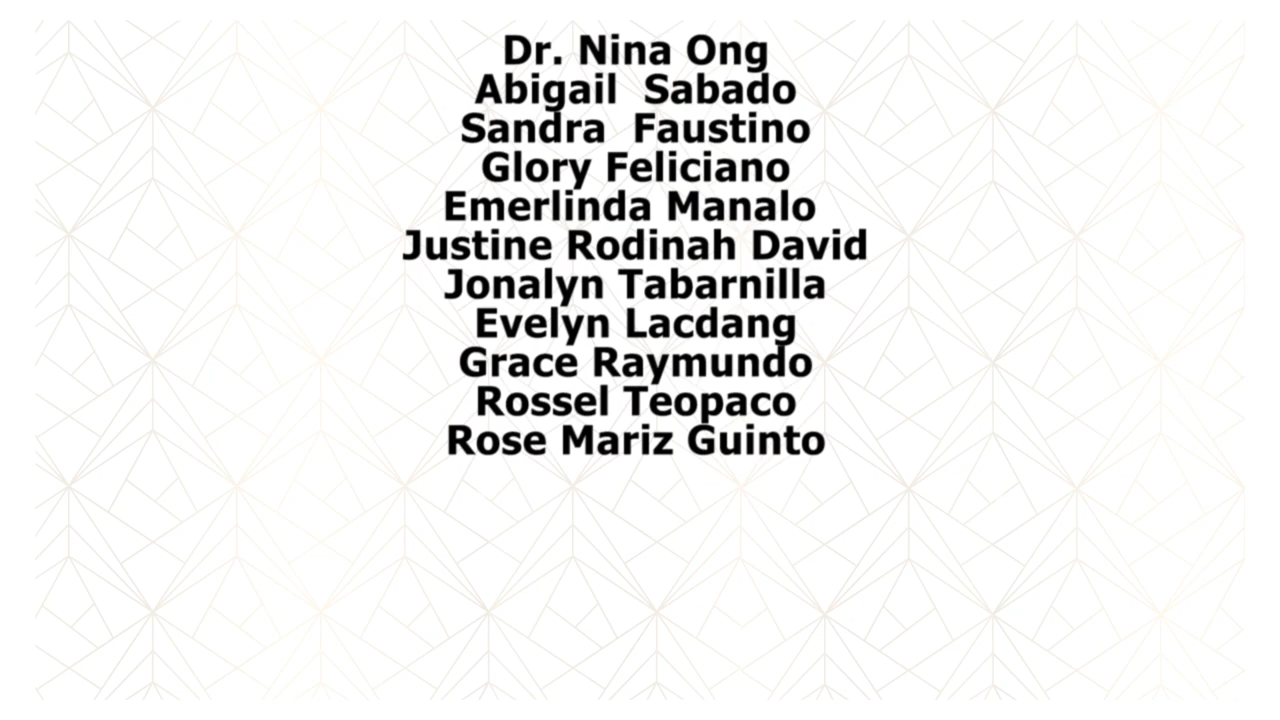 Dr. Nina Ong
Abigail  Sabado
Sandra  Faustino
Glory Feliciano
Emerlinda Manalo
Justine Rodinah David
Jonalyn Tabarnilla
Evelyn Lacdang
Grace Raymundo
Rossel Teopaco
Rose Mariz Guinto